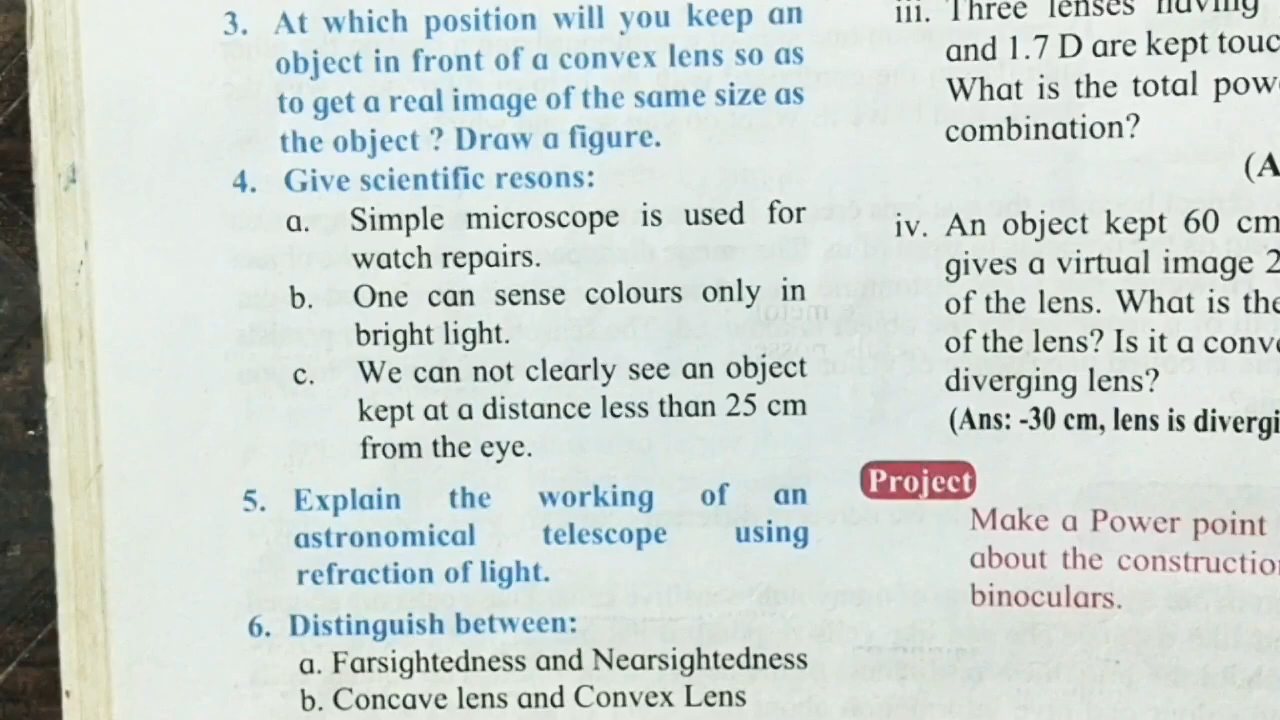 3. At which position will you keep an
object in front of a convex lens so as
to get a real image of the same size as
the object ? Draw a figure.
4. Give scientific resons:
a. Simple microscope is used for
watch repairs.
b. One can sense colours only in
bright light.
c. We can not clearly see an object
kept at a distance less than 25 cm
from the eye.
5. Explain the working of an
astronomical telescope using
refraction of light.
6. Distinguish between:
a. Farsightedness and Nearsightedness
b. Concave lens and Convex Lens
iii. Three lenses having
and 1.7 D are kept touc
What is the total pow
combination?
(A
iv. An object kept 60 cm
gives a virtual image 2
of the lens. What is the
of the lens? Is it a conv
diverging lens?
(Ans: -30 cm, lens is divergi
Project
Make a Power point
about the constructio
binoculars.